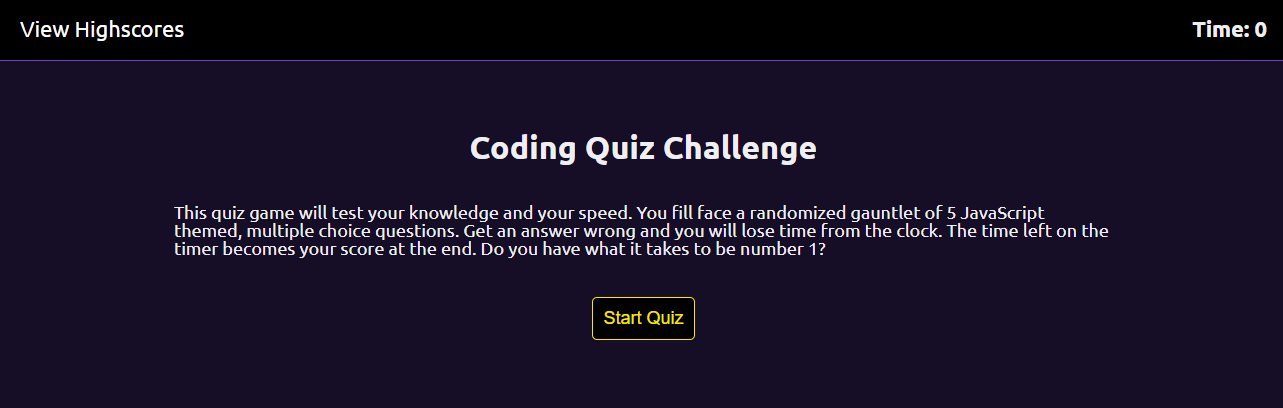 View Highscores
Time: 0
Coding Quiz Challenge
This quiz game will test your knowledge and your speed. You fill face a randomized gauntlet of 5 JavaScript
themed, multiple choice questions. Get an answer wrong and you will lose time from the clock. The time left on the
timer becomes your score at the end. Do you have what it takes to be number 1?
Start Quiz